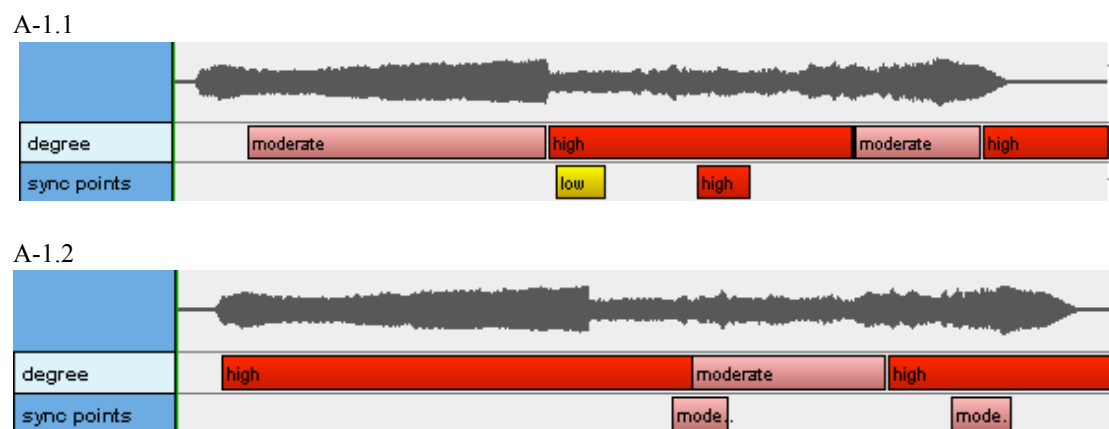 A-1.1
degree moderate high moderate high
sync points low high
A-1.2
degree high moderate high
sync points mode.. mode.